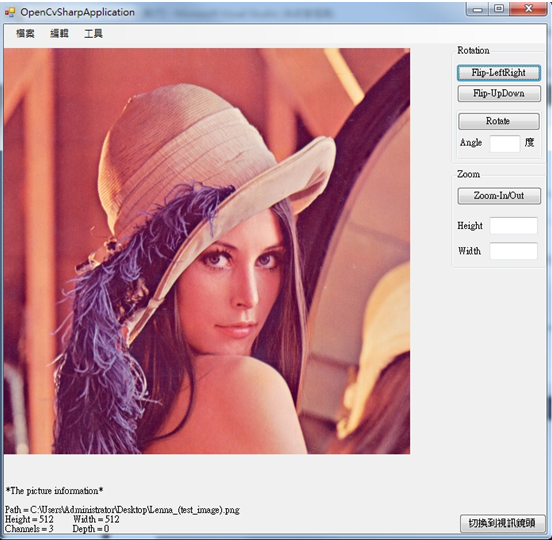 OpenCvSharpApplication
檔案 編輯 工具
Rotation
Flip-LeftRight
Flip-UpDown
Rotate
Angle 度
Zoom
Zoom-In/Out
Height
Width
*The picture information*
Path = C:\Users\Administrator\Desktop\Lenna_(test_image).png
Height = 512 Width = 512
Channels = 3 Depth = 0
切換到視訊鏡頭